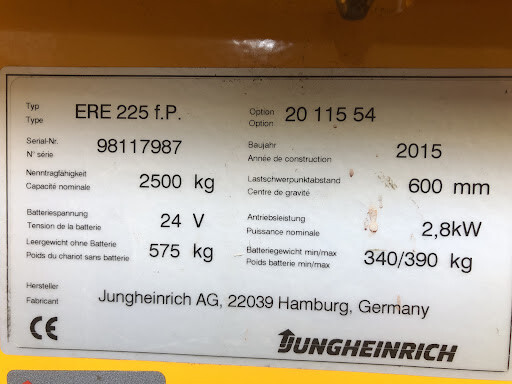 Typ
Type
ERE 225 f.P.
Option
Option
20 115 54
Serial-Nr.
N° série
98117987
Baujahr
Année de construction
2015
Nenntragfähigkeit
Capacité nominale
2500 kg
Lastschwerpunktabstand
Centre de gravité
600 mm
Batteriespannung
Tension de la batterie
24 V
Antriebsleistung
Puissance nominale
2,8kW
Leergewicht ohne Batterie
Poids du chariot sans batterie
575 kg
Batteriegewicht min/max
Poids batterie min/max
340/390 kg
Hersteller
Fabricant
Jungheinrich AG, 22039 Hamburg, Germany
CE
JUNGHEINRICH